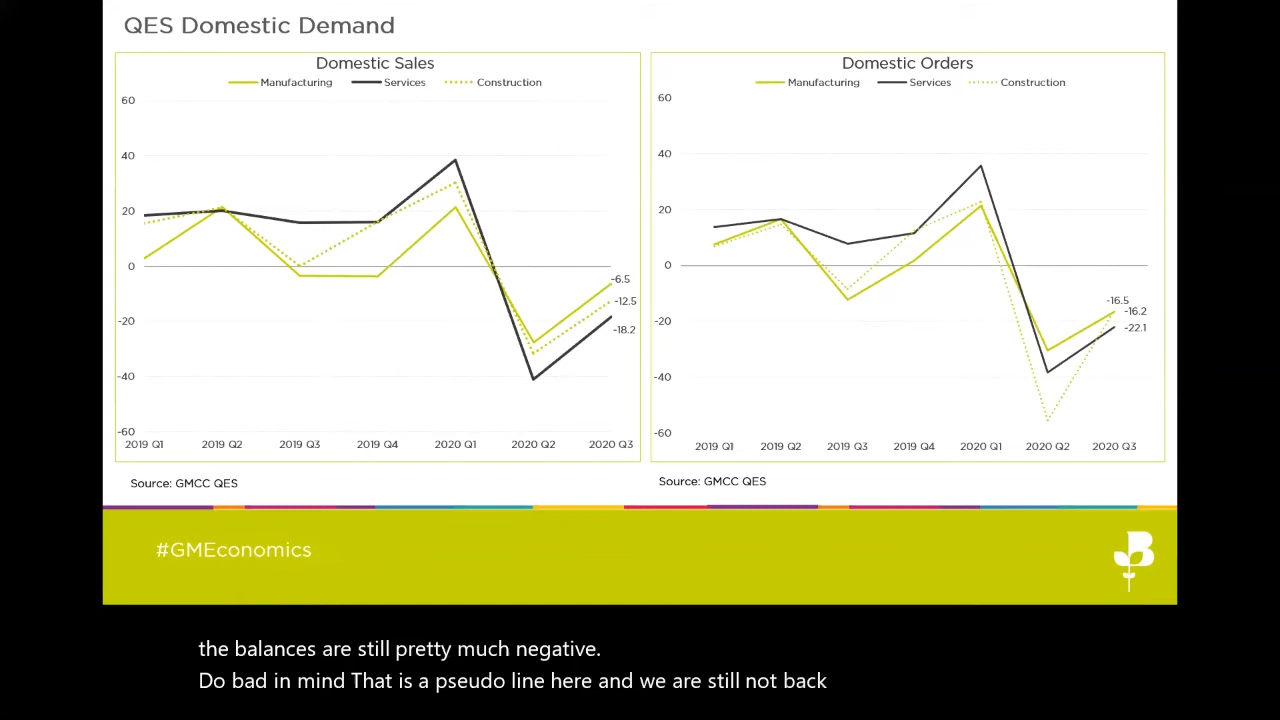 QES Domestic Demand
Domestic Sales
Manufacturing Services Construction
60
40
20
0
-20
-40
-60
-6.5
-12.5
-18.2
2019 Q1 2019 Q2 2019 Q3 2019 Q4 2020 Q1 2020 Q2 2020 Q3
Source: GMCC QES
Domestic Orders
Manufacturing Services Construction
60
40
20
0
-20
-40
-60
-16.5
-16.2
-22.1
2019 Q1 2019 Q2 2019 Q3 2019 Q4 2020 Q1 2020 Q2 2020 Q3
Source: GMCC QES
#GMEconomics
the balances are still pretty much negative.
Do bad in mind That is a pseudo line here and we are still not back